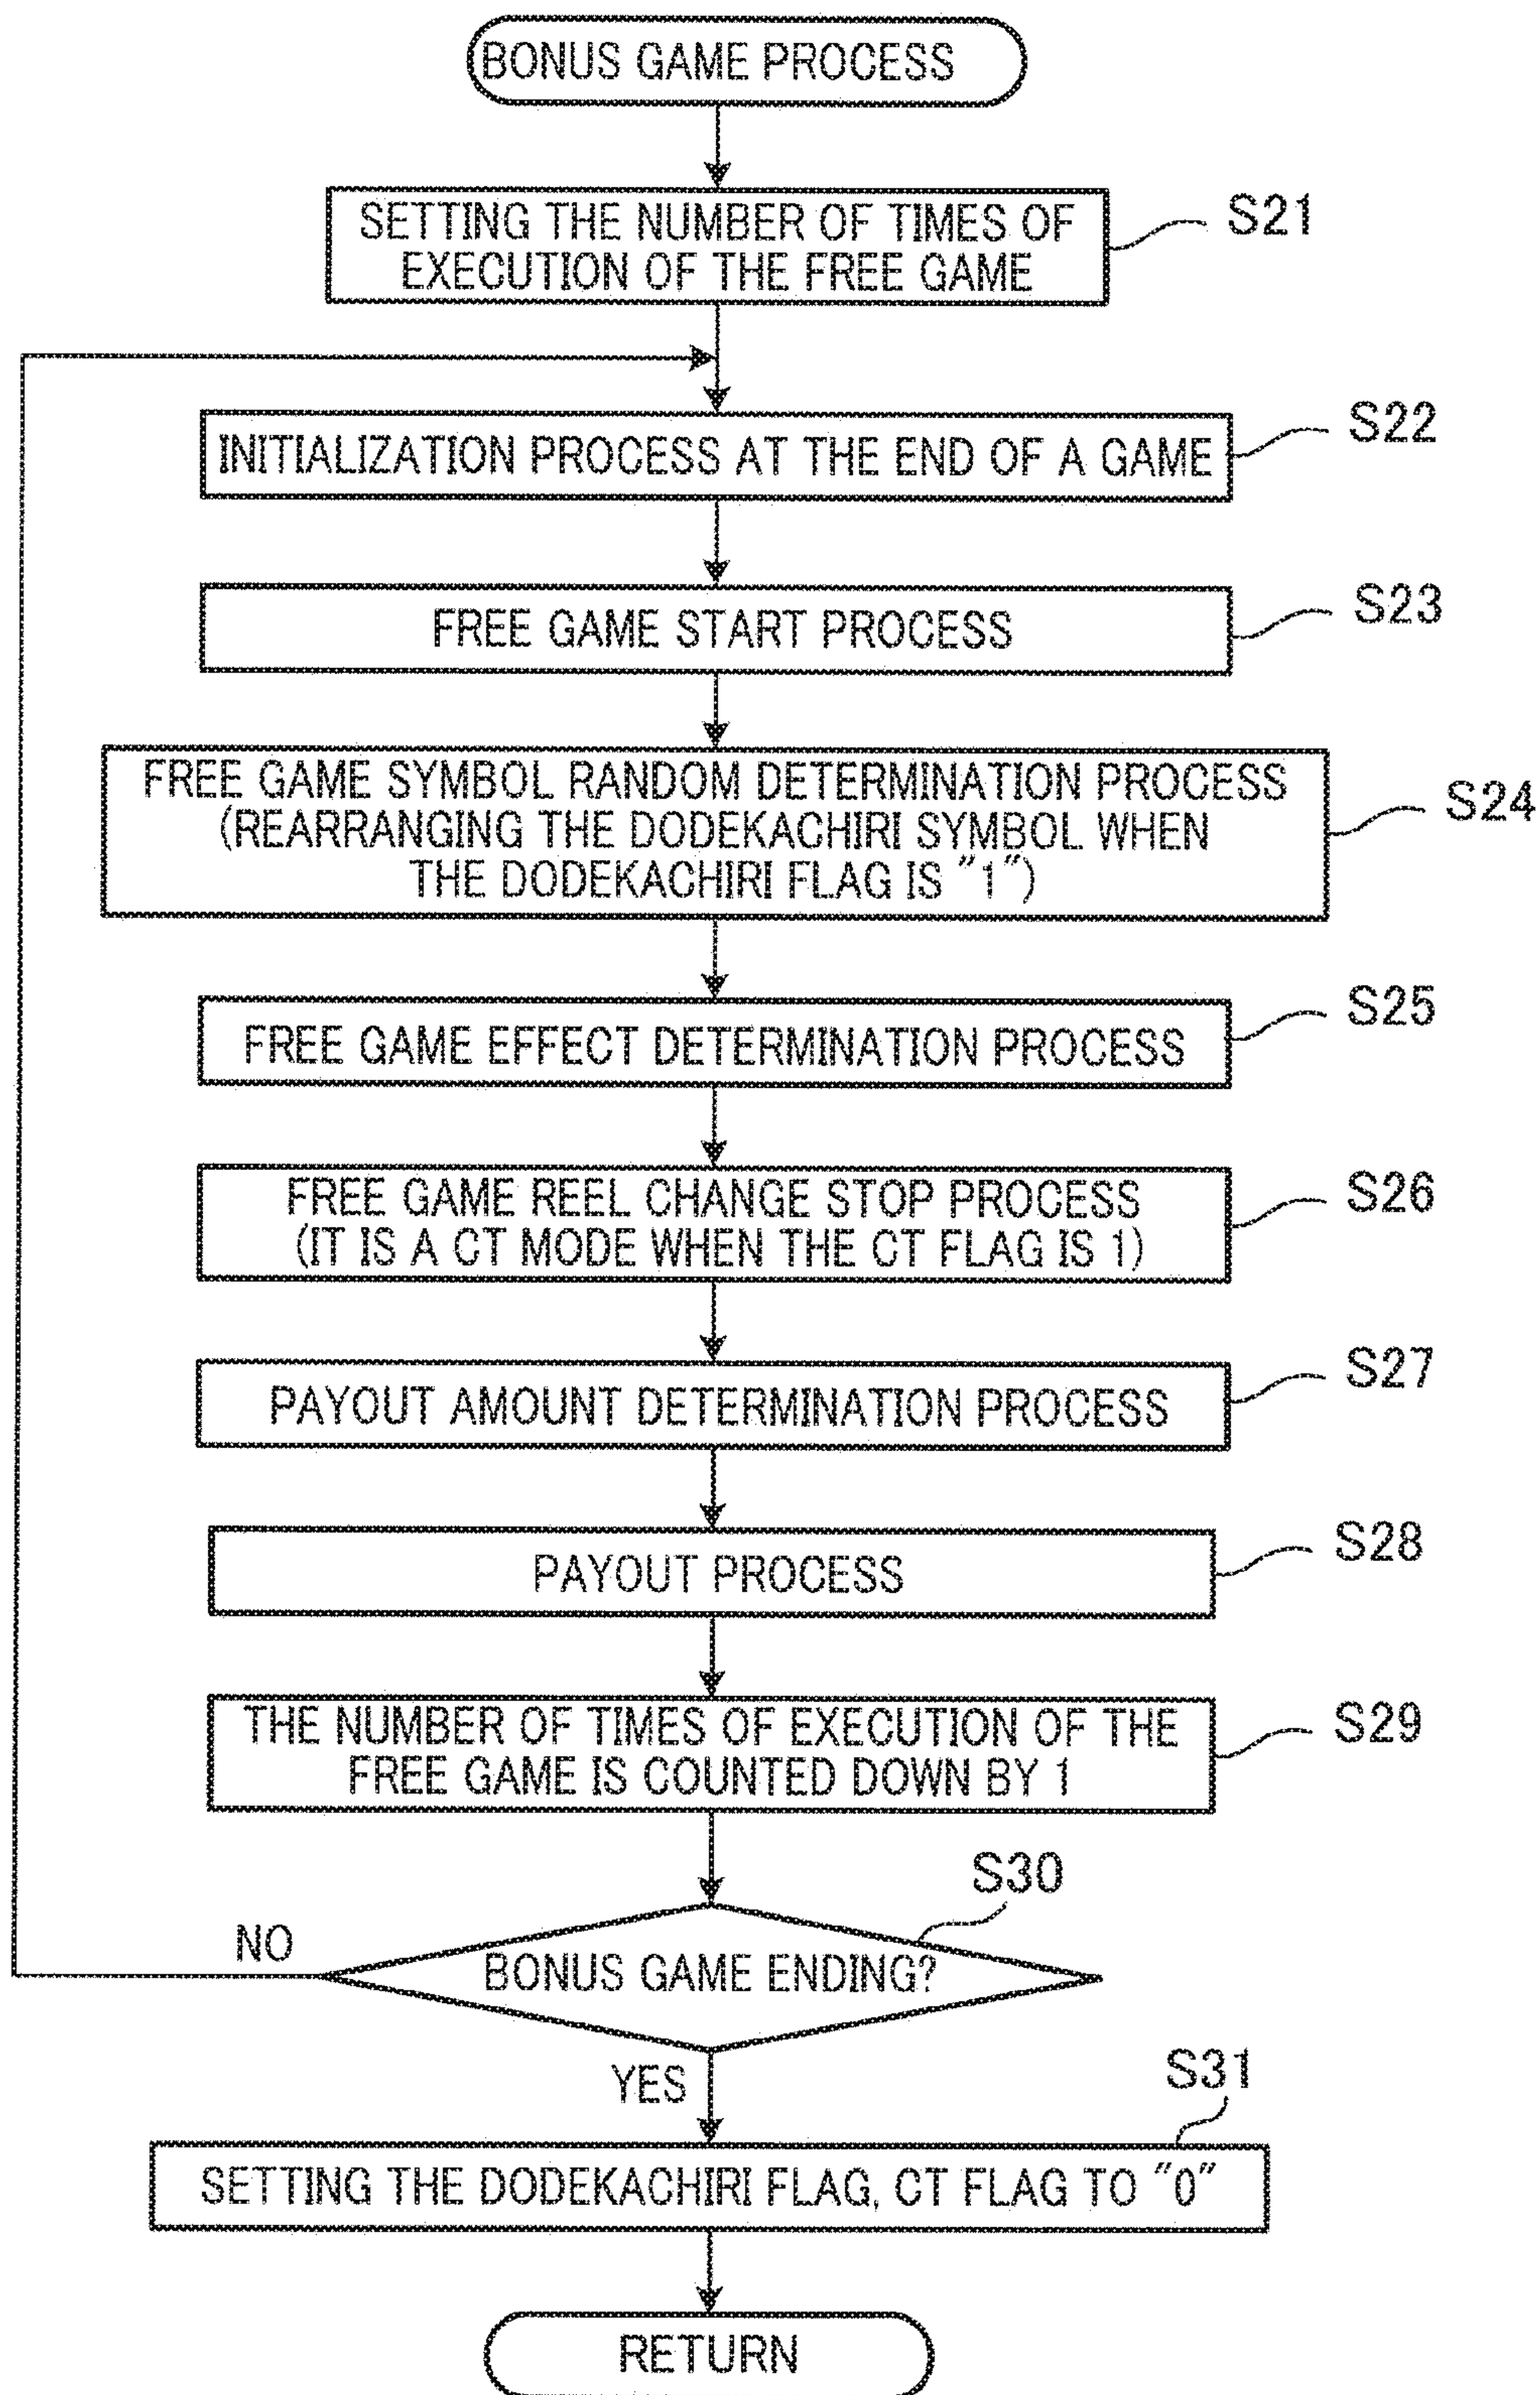 BONUS GAME PROCESS
SETTING THE NUMBER OF TIMES OF
EXECUTION OF THE FREE GAME
S21
INITIALIZATION PROCESS AT THE END OF A GAME
S22
FREE GAME START PROCESS
S23
FREE GAME SYMBOL RANDOM DETERMINATION PROCESS
(REARRANGING THE DODEKACHIRI SYMBOL WHEN
THE DODEKACHIRI FLAG IS "1")
S24
FREE GAME EFFECT DETERMINATION PROCESS
S25
FREE GAME REEL CHANGE STOP PROCESS
(IT IS A CT MODE WHEN THE CT FLAG IS 1)
S26
PAYOUT AMOUNT DETERMINATION PROCESS
S27
PAYOUT PROCESS
S28
THE NUMBER OF TIMES OF EXECUTION OF THE
FREE GAME IS COUNTED DOWN BY 1
S29
S30
NO
BONUS GAME ENDING?
YES
S31
SETTING THE DODEKACHIRI FLAG, CT FLAG TO "0"
RETURN